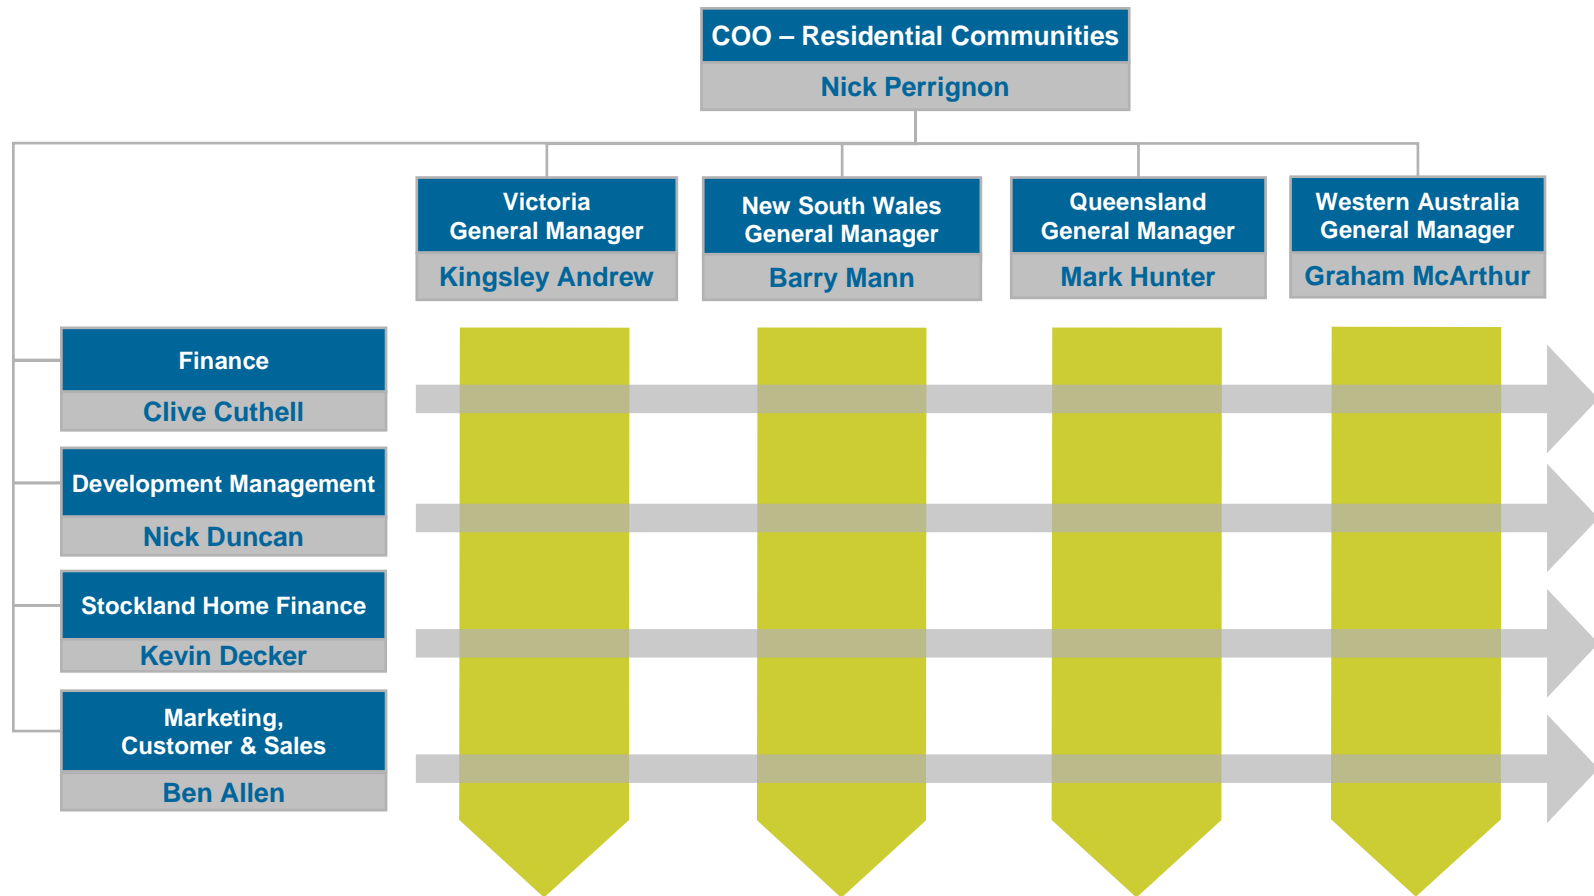 COO – Residential Communities
Nick Perrignon
Victoria
General Manager
Kingsley Andrew
New South Wales
General Manager
Barry Mann
Queensland
General Manager
Mark Hunter
Western Australia
General Manager
Graham McArthur
Finance
Clive Cuthell
Development Management
Nick Duncan
Stockland Home Finance
Kevin Decker
Marketing,
Customer & Sales
Ben Allen